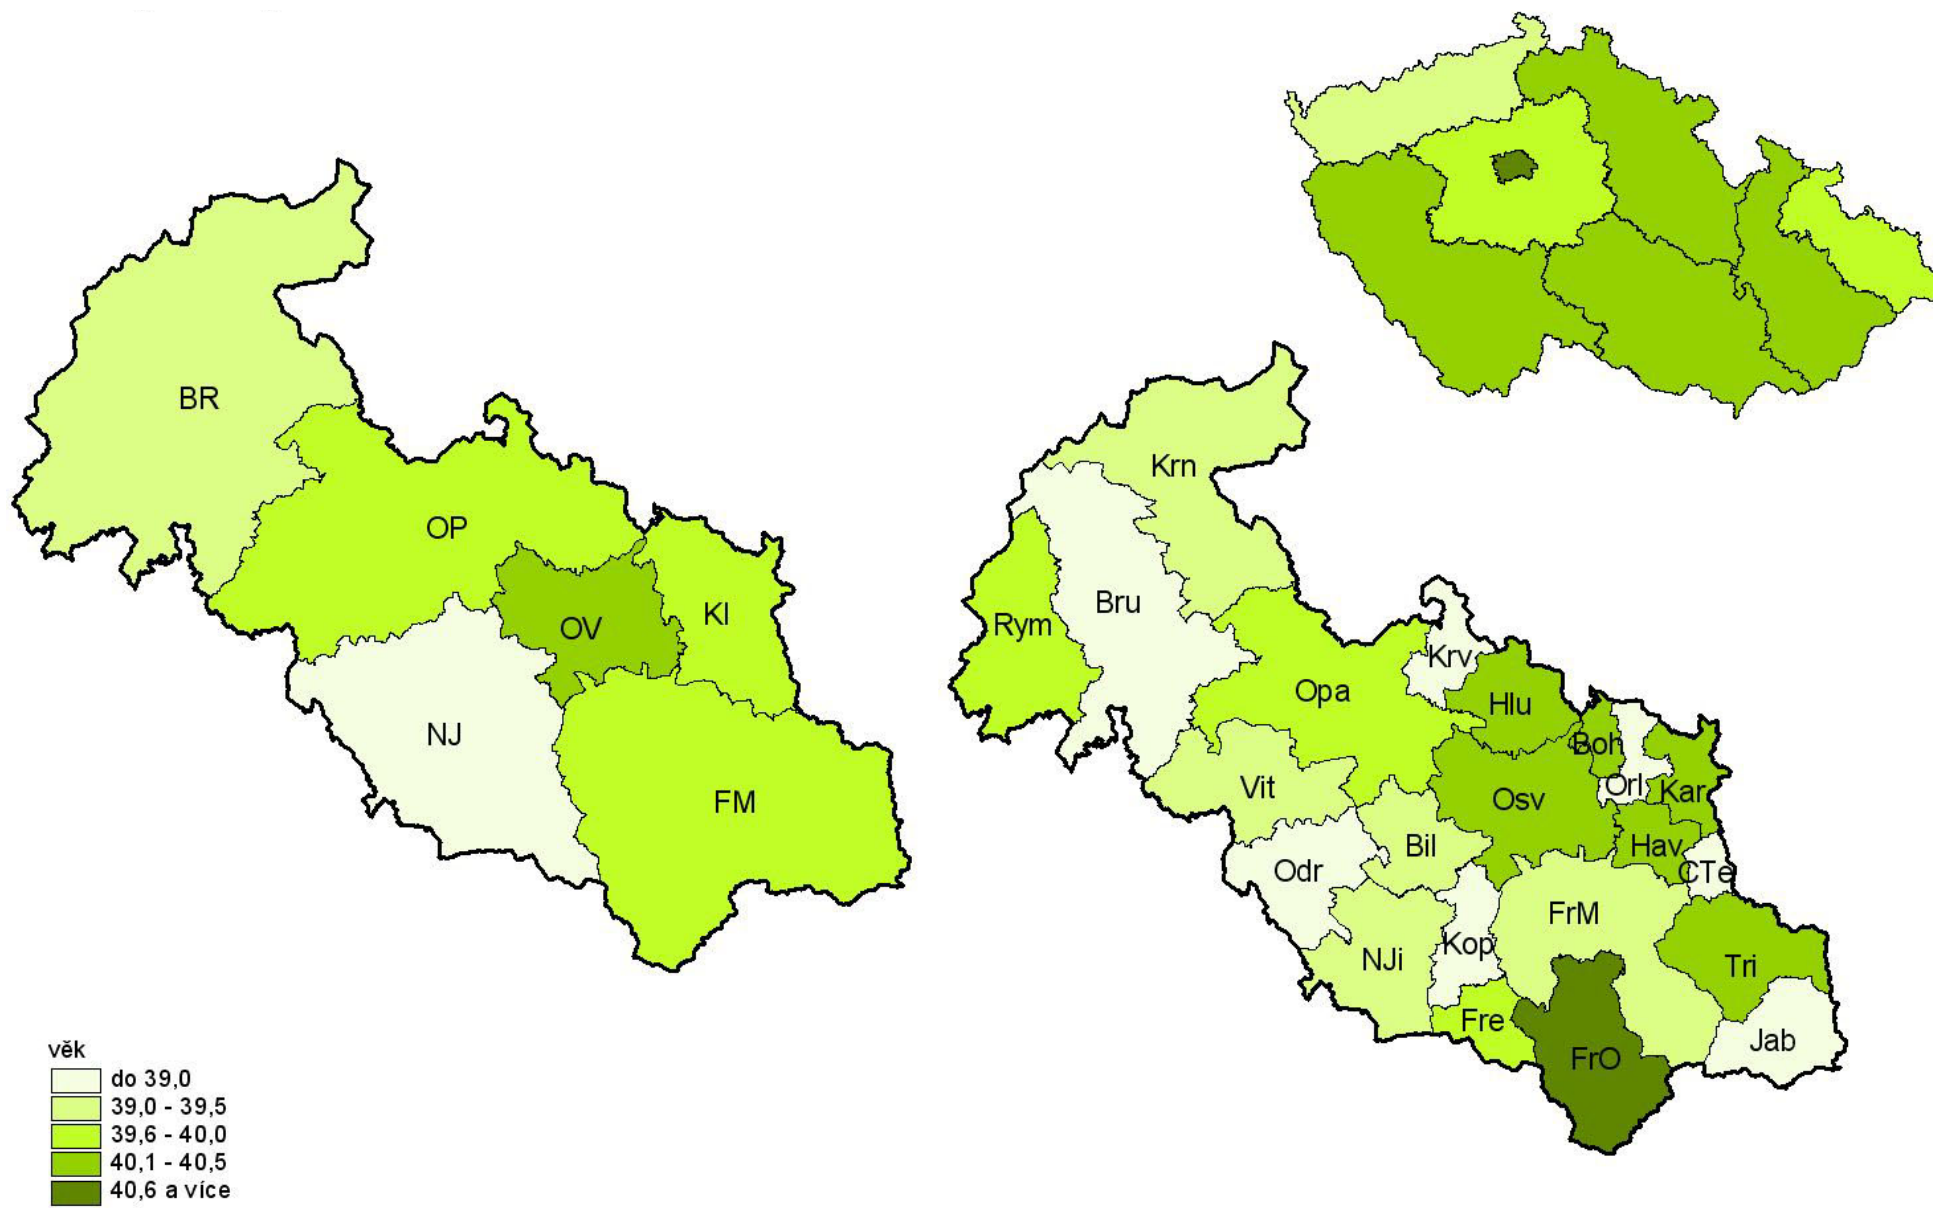 BR
OP
KI
OV
NJ
FM
Krn
Bru
Rym
Krv
Opa
Hlu
Boh
Orl
Kar
Vit
Osv
Bil
Hav
Odr
CTe
FrM
Kop
NJi
Tri
Fre
Jab
FrO
věk
do 39,0
39,0 - 39,5
39,6 - 40,0
40,1 - 40,5
40,6 a více